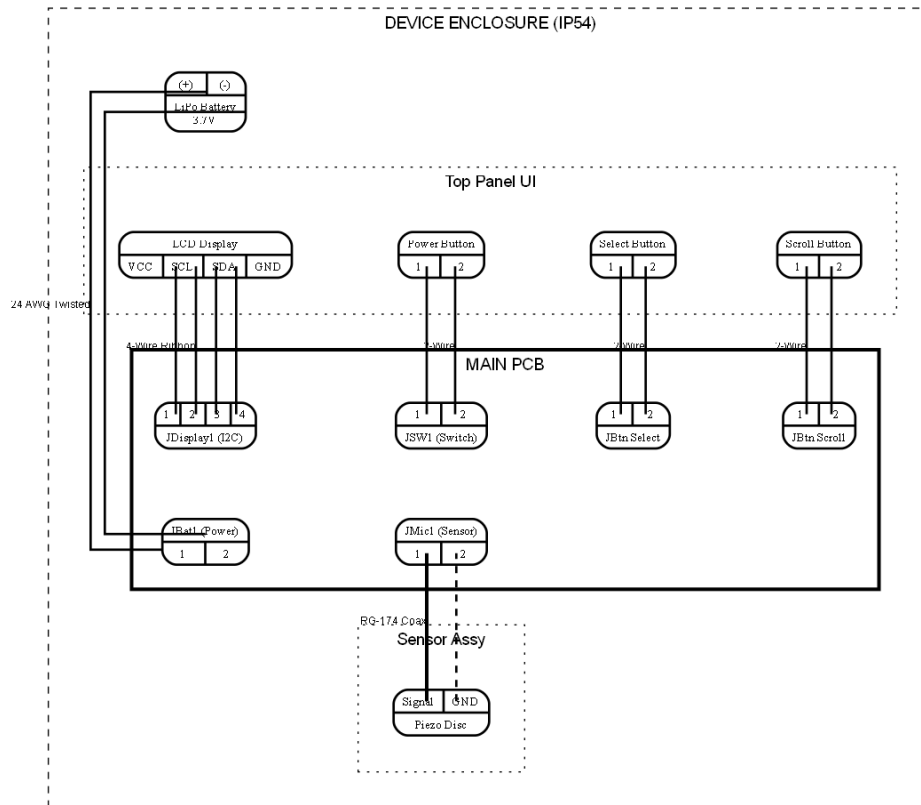 DEVICE ENCLOSURE (IP54)
(+) (-)
LiPo Battery
3.7V
Top Panel UI
LCD Display
VCC SCL SDA GND
Power Button
1 2
Select Button
1 2
Scroll Button
1 2
24 AWG Twisted
4-Wire Ribbon
2-Wire
2-Wire
2-Wire
MAIN PCB
1 2 3 4
JDisplay1 (I2C)
1 2
JSW1 (Switch)
1 2
JBtn Select
1 2
JBtn Scroll
JBat1 (Power)
1 2
JMic1 (Sensor)
1 2
RG-174 Coax
Sensor Assy
Signal GND
Piezo Disc